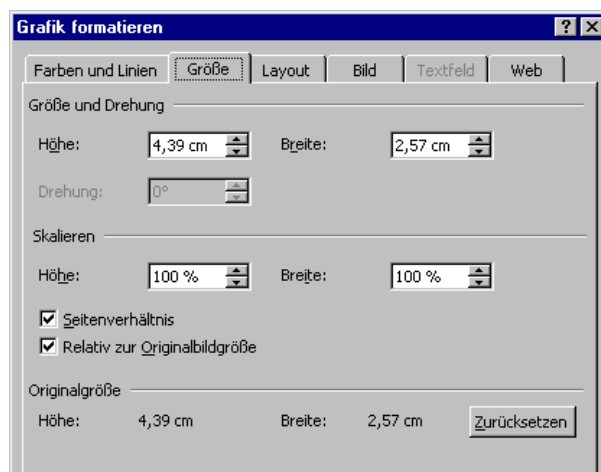 Grafik formatieren
Farben und Linien Größe Layout Bild Textfeld Web
Größe und Drehung
Höhe: 4,39 cm Breite: 2,57 cm
Drehung: 0°
Skalieren
Höhe: 100 % Breite: 100 %
Seitenverhältnis
Relativ zur Originalbildgröße
Originalgröße
Höhe: 4,39 cm Breite: 2,57 cm Zurücksetzen